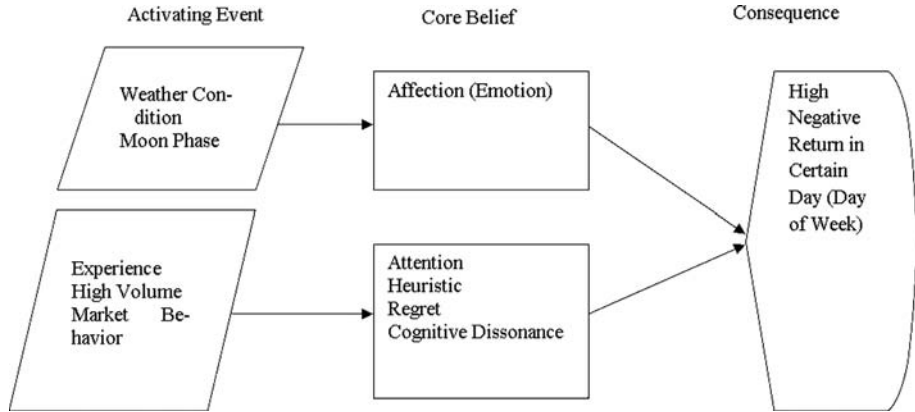 Activating Event
Core Belief
Consequence
Weather Con-
dition
Moon Phase
Affection (Emotion)
High
Negative
Return in
Certain
Day (Day
of Week)
Experience
High Volume
Market Be-
havior
Attention
Heuristic
Regret
Cognitive Dissonance